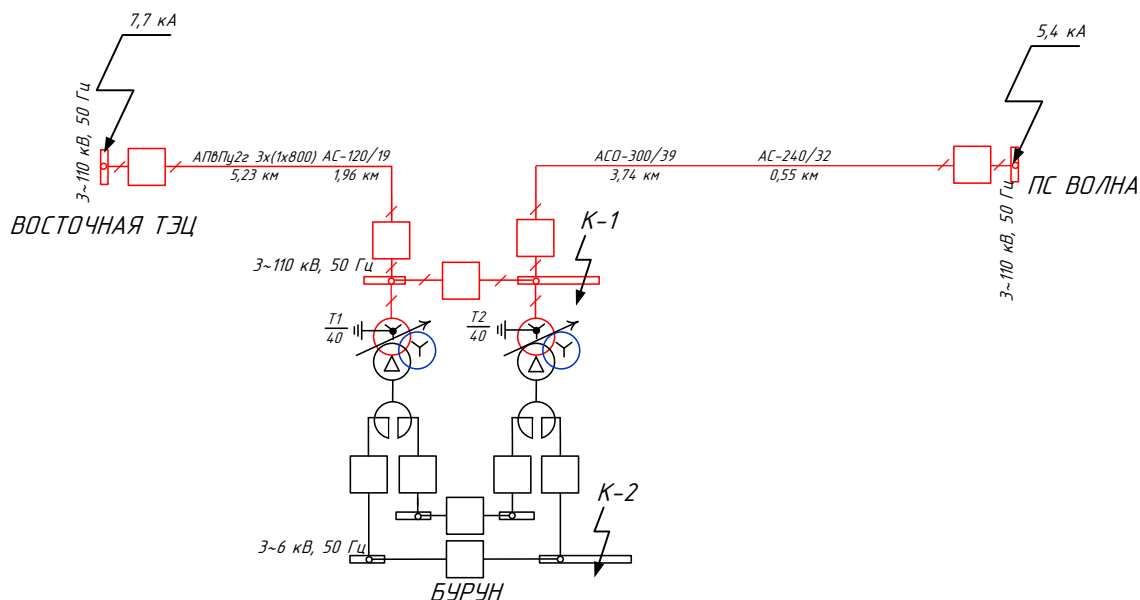 7,7 кА
5,4 кА
3~110 кВ, 50 Гц
АПвПу2г 3х(1х800) АС-120/19
5,23 км 1,96 км
АСО-300/39 АС-240/32
3,74 км 0,55 км
ВОСТОЧНАЯ ТЭЦ
ПС ВОЛНА
3~110 кВ, 50 Гц
К-1
3~110 кВ, 50 Гц
Т1
40
Т2
40
К-2
3~6 кВ, 50 Гц
БУРУН